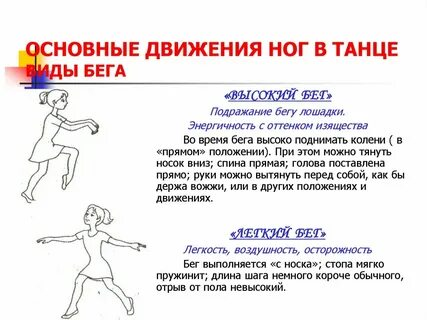 ОСНОВНЫЕ ДВИЖЕНИЯ НОГ В ТАНЦЕ
ВИДЫ БЕГА
«ВЫСОКИЙ БЕГ»
Подражание бегу лошадки.
Энергичность с оттенком изящества
Во время бега высоко поднимать колени ( в
«прямом» положении). При этом можно тянуть
носок вниз; спина прямая; голова поставлена
прямо; руки можно вытянуть перед собой, как бы
держа вожжи, или в других положениях и
движениях.
«ЛЕГКИЙ БЕГ»
Легкость, воздушность, осторожность
Бег выполняется «с носка»; стопа мягко
пружинит; длина шага немного короче обычного,
отрыв от пола невысокий.